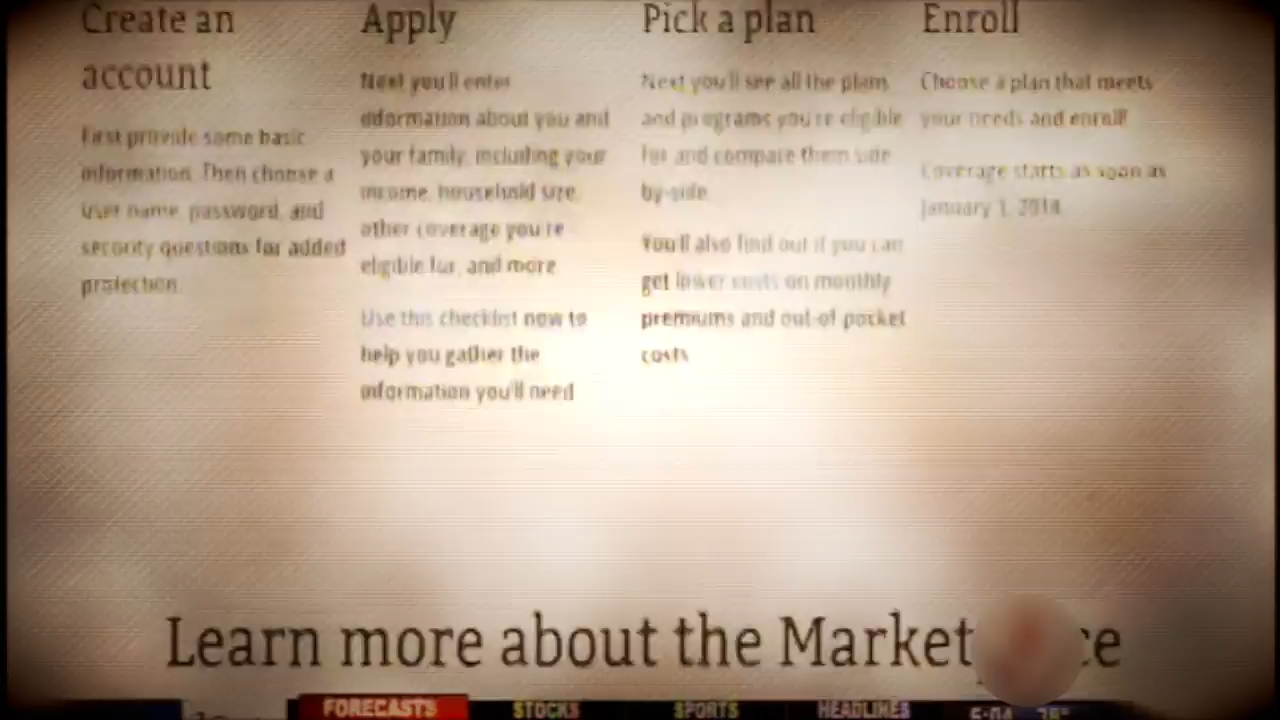 Create an
account
First provide some basic
information. Then choose a
user name, password, and
security questions for added
protection.
Apply
Next you'll enter
information about you and
your family, including your
income, household size,
other coverage you're
eligible for, and more.
Use this checklist now to
help you gather the
information you'll need
Pick a plan
Next you'll see all the plans
and programs you're eligible
for and compare them side-
by-side.
You'll also find out if you can
get lower costs on monthly
premiums and out-of-pocket
costs
Enroll
Choose a plan that meets
your needs and enroll!
Coverage starts as soon as
January 1, 2014
Learn more about the Market ce
FORECASTS STOCKS SPORTS HEADLINES
5:04